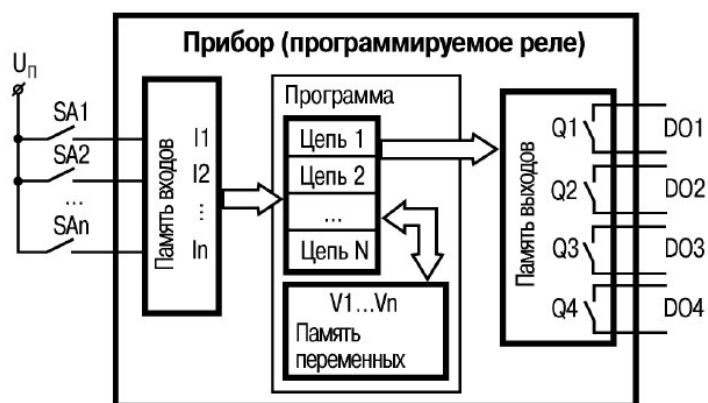 Прибор (программируемое реле)
Uп
SA1
SA2
...
SAn
Память входов
I1
I2
...
In
Программа
Цепь 1
Цепь 2
...
Цепь N
V1...Vn
Память
переменных
Память выходов
Q1
Q2
Q3
Q4
DO1
DO2
DO3
DO4